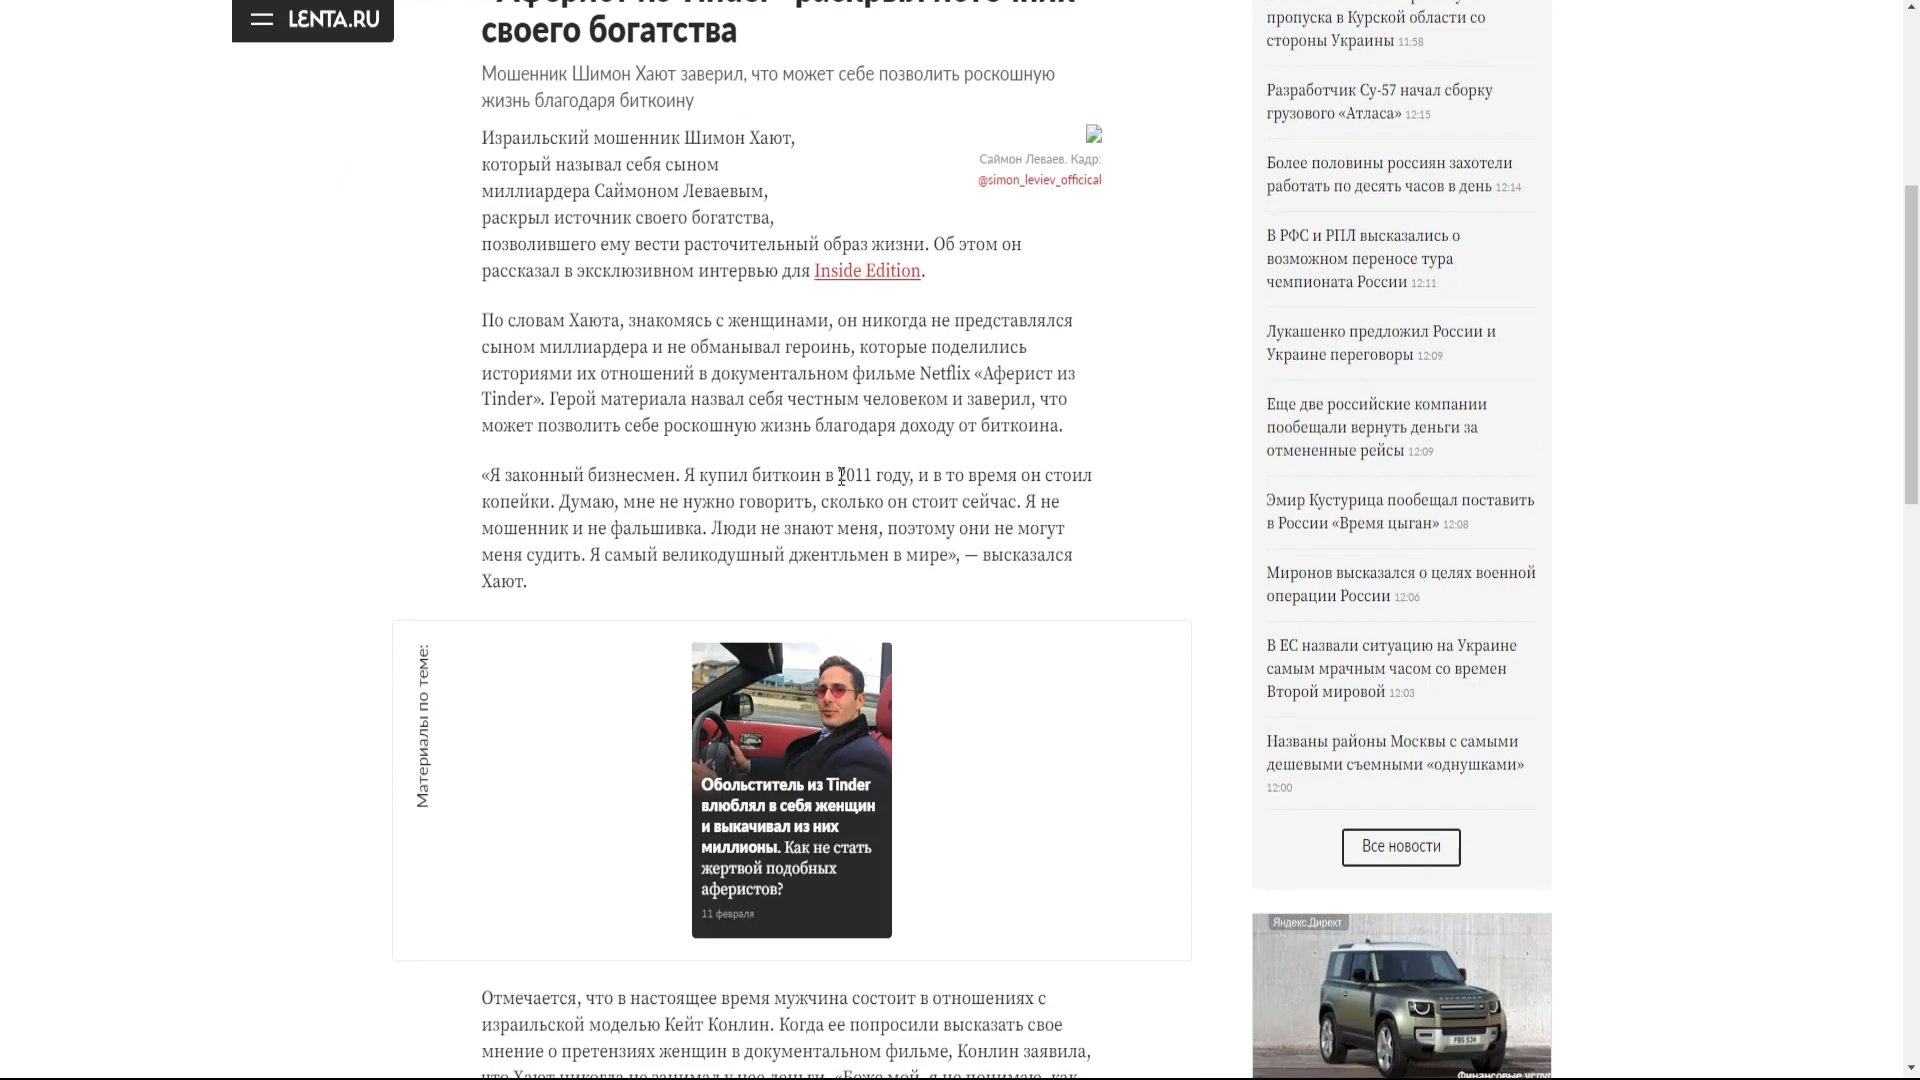 LENTA.RU
своего богатства
Мошенник Шимон Хают заверил, что может себе позволить роскошную
жизнь благодаря биткоину
Израильский мошенник Шимон Хают,
который называл себя сыном
миллиардера Саймоном Леваевым,
раскрыл источник своего богатства,
позволившего ему вести расточительный образ жизни. Об этом он
рассказал в эксклюзивном интервью для Inside Edition.
Саймон Леваев. Кадр:
@simon_leviev_officical
По словам Хаюта, знакомясь с женщинами, он никогда не представлялся
сыном миллиардера и не обманывал героинь, которые поделились
историями их отношений в документальном фильме Netflix «Аферист из
Tinder». Герой материала назвал себя честным человеком и заверил, что
может позволить себе роскошную жизнь благодаря доходу от биткоина.
«Я законный бизнесмен. Я купил биткоин в 2011 году, и в то время он стоил
копейки. Думаю, мне не нужно говорить, сколько он стоит сейчас. Я не
мошенник и не фальшивка. Люди не знают меня, поэтому они не могут
меня судить. Я самый великодушный джентльмен в мире», — высказался
Хают.
Материалы по теме:
Обольститель из Tinder
влюблял в себя женщин
и выкачивал из них
миллионы. Как не стать
жертвой подобных
аферистов?
11 февраля
Отмечается, что в настоящее время мужчина состоит в отношениях с
израильской моделью Кейт Конлин. Когда ее попросили высказать свое
мнение о претензиях женщин в документальном фильме, Конлин заявила,
пропуска в Курской области со
стороны Украины 11:58
Разработчик Су-57 начал сборку
грузового «Атласа» 12:15
Более половины россиян захотели
работать по десять часов в день 12:14
В РФС и РПЛ высказались о
возможном переносе тура
чемпионата России 12:11
Лукашенко предложил России и
Украине переговоры 12:09
Еще две российские компании
пообещали вернуть деньги за
отмененные рейсы 12:09
Эмир Кустурица пообещал поставить
в России «Время цыган» 12:08
Миронов высказался о целях военной
операции России 12:06
В ЕС назвали ситуацию на Украине
самым мрачным часом со времен
Второй мировой 12:03
Названы районы Москвы с самыми
дешевыми съемными «однушками»
12:00
Все новости
Яндекс.Директ